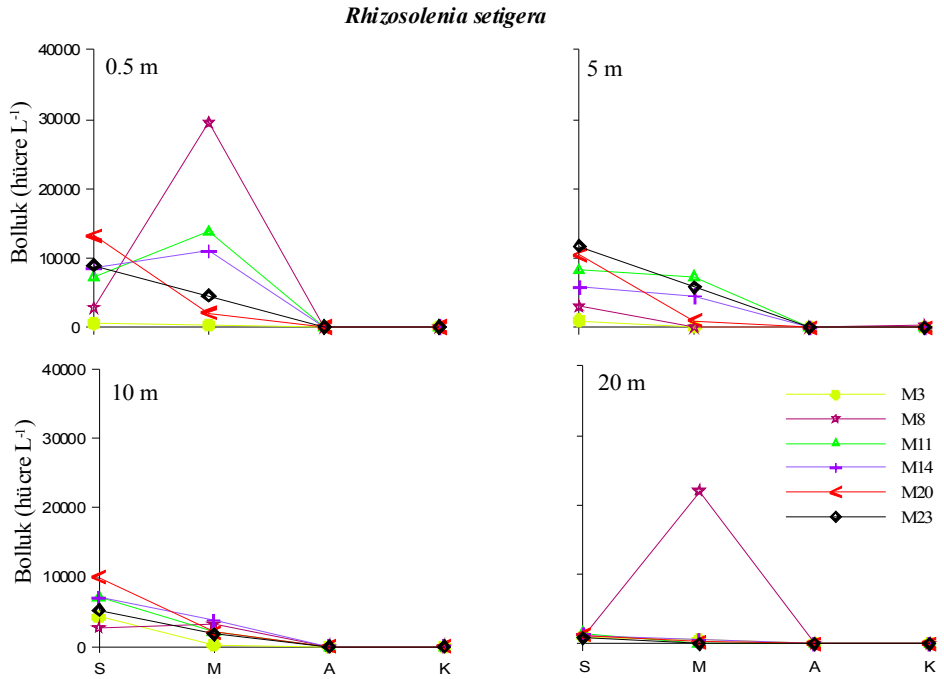 Rhizosolenia setigera
0.5 m
5 m
Bolluk (hücre L⁻¹)
40000
30000
20000
10000
0
10 m
20 m
Bolluk (hücre L⁻¹)
40000
30000
20000
10000
0
S M A K
S M A K
M3
M8
M11
M14
M20
M23